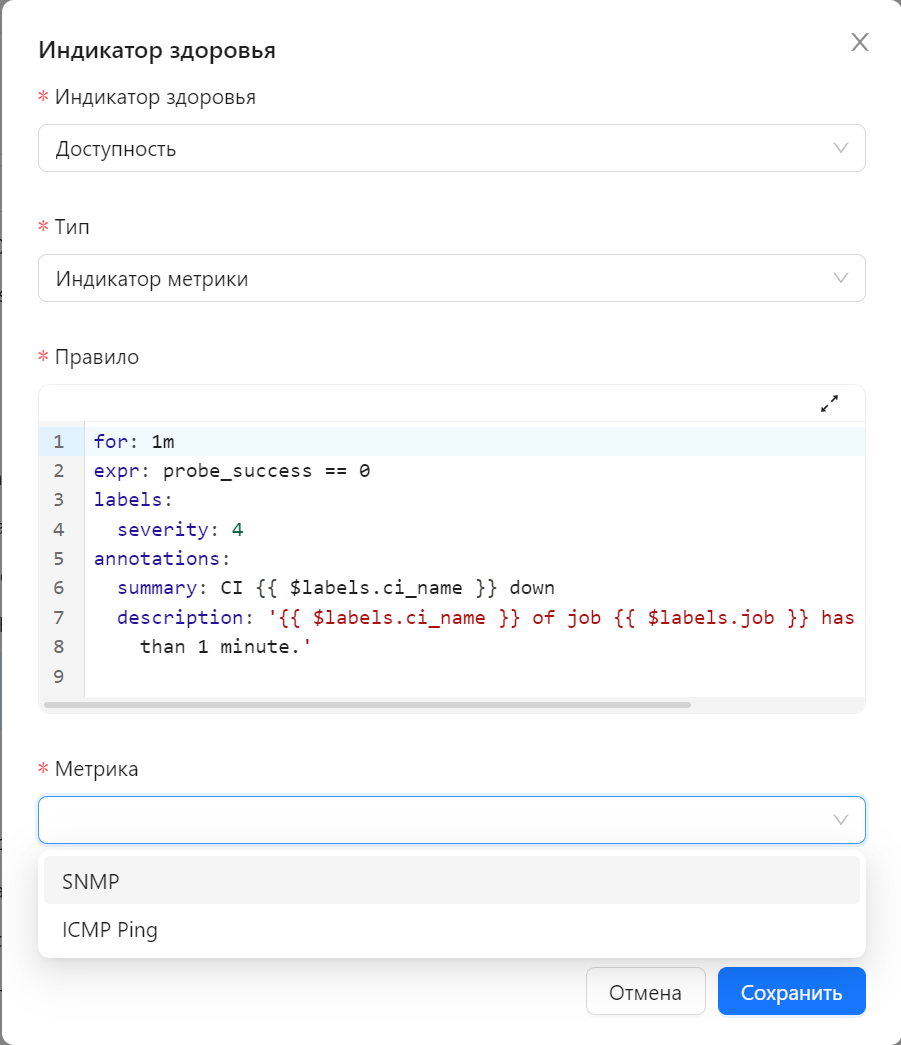 Индикатор здоровья
* Индикатор здоровья
Доступность
* Тип
Индикатор метрики
* Правило
1 for: 1m
2 expr: probe_success == 0
3 labels:
4 severity: 4
5 annotations:
6 summary: CI {{ $labels.ci_name }} down
7 description: '{{ $labels.ci_name }} of job {{ $labels.job }} has
8 than 1 minute.'
9
* Метрика
SNMP
ICMP Ping
Отмена
Сохранить